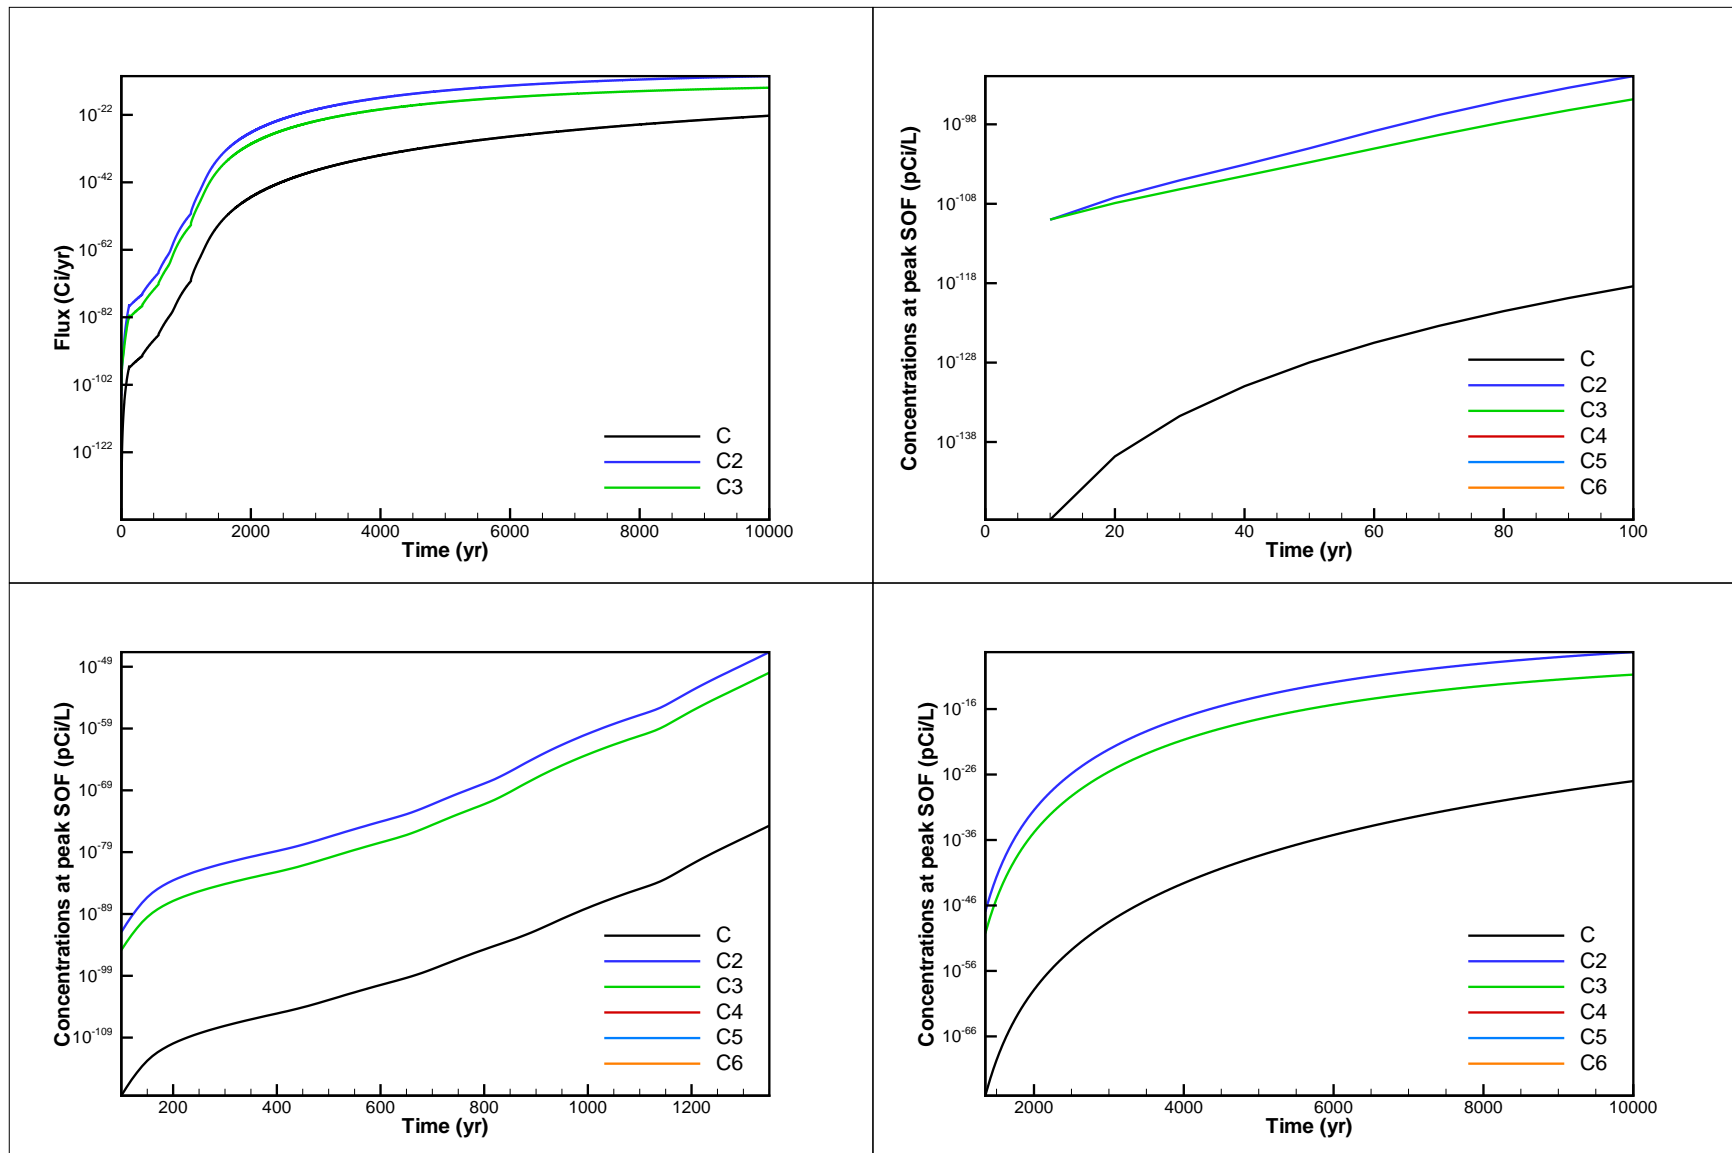 Flux (Ci/yr)
10^-22
10^-42
10^-62
10^-82
10^-102
10^-122
C
C2
C3
0 2000 4000 6000 8000 10000
Time (yr)
Concentrations at peak SOF (pCi/L)
10^-98
10^-108
10^-118
10^-128
10^-138
C
C2
C3
C4
C5
C6
0 20 40 60 80 100
Time (yr)
Concentrations at peak SOF (pCi/L)
10^-49
10^-59
10^-69
10^-79
10^-89
10^-99
10^-109
C
C2
C3
C4
C5
C6
200 400 600 800 1000 1200
Time (yr)
Concentrations at peak SOF (pCi/L)
10^-16
10^-26
10^-36
10^-46
10^-56
10^-66
C
C2
C3
C4
C5
C6
2000 4000 6000 8000 10000
Time (yr)